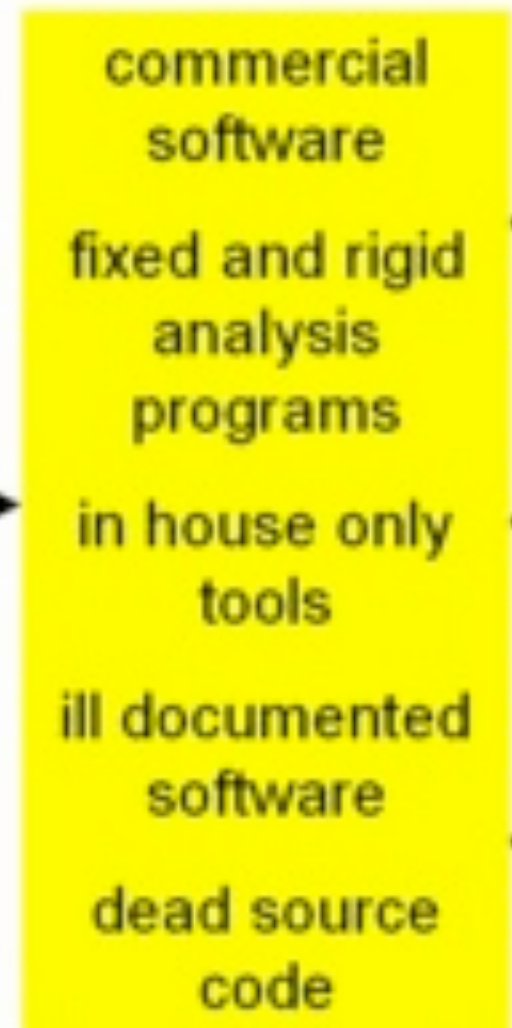 commercial
software
fixed and rigid
analysis
programs
in house only
tools
ill documented
software
dead source
code